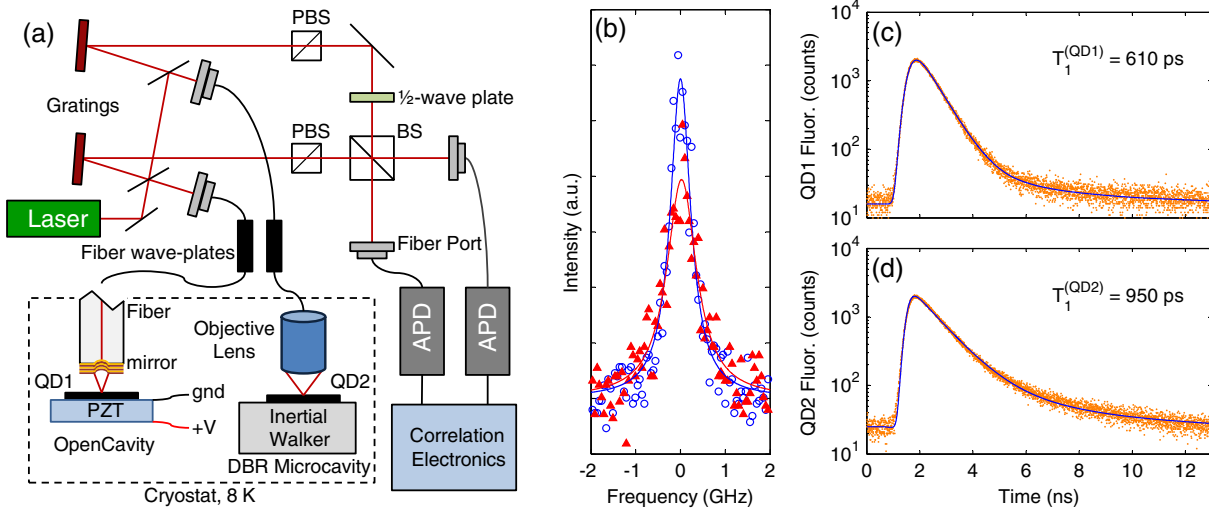 (a)
PBS
½-wave plate
Gratings
PBS
BS
Laser
Fiber wave-plates
Fiber Port
Fiber
mirror
Objective
Lens
APD
APD
QD1
QD2
PZT
gnd
+V
OpenCavity
Inertial
Walker
DBR Microcavity
Correlation
Electronics
Cryostat, 8 K
(b)
Intensity (a.u.)
-2 -1 0 1 2
Frequency (GHz)
(c)
T1(QD1) = 610 ps
QD1 Fluor. (counts)
10⁴
10³
10²
10¹
(d)
T1(QD2) = 950 ps
QD2 Fluor. (counts)
10⁴
10³
10²
10¹
0 2 4 6 8 10 12
Time (ns)